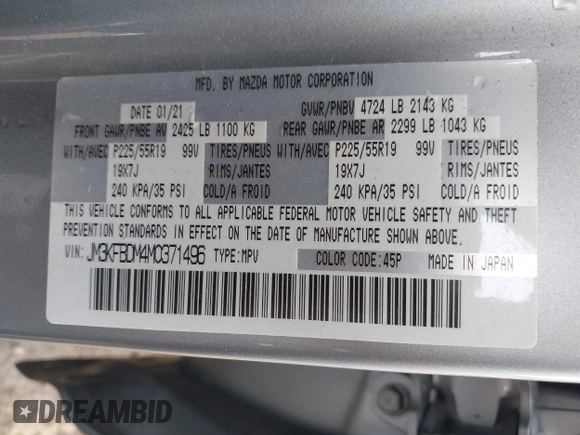 MFD. BY MAZDA MOTOR CORPORATION
DATE 01/21 GVWR/PNBV 4724 LB 2143 KG
FRONT GAWR/PNBE AV 2425 LB 1100 KG REAR GAWR/PNBE AR 2299 LB 1043 KG
WITH/AVEC P225/55R19 99V TIRES/PNEUS WITH/AVEC P225/55R19 99V TIRES/PNEUS
19X7J RIMS/JANTES 19X7J RIMS/JANTES
240 KPA/35 PSI COLD/A FROID 240 KPA/35 PSI COLD/A FROID
THIS VEHICLE CONFORMS TO ALL APPLICABLE FEDERAL MOTOR VEHICLE SAFETY AND THEFT
PREVENTION STANDARDS IN EFFECT ON THE DATE OF MANUFACTURE SHOWN ABOVE.
VIN: JM3KFBDM4M0371496 TYPE: MPV COLOR CODE: 45P MADE IN JAPAN
DREAMBID